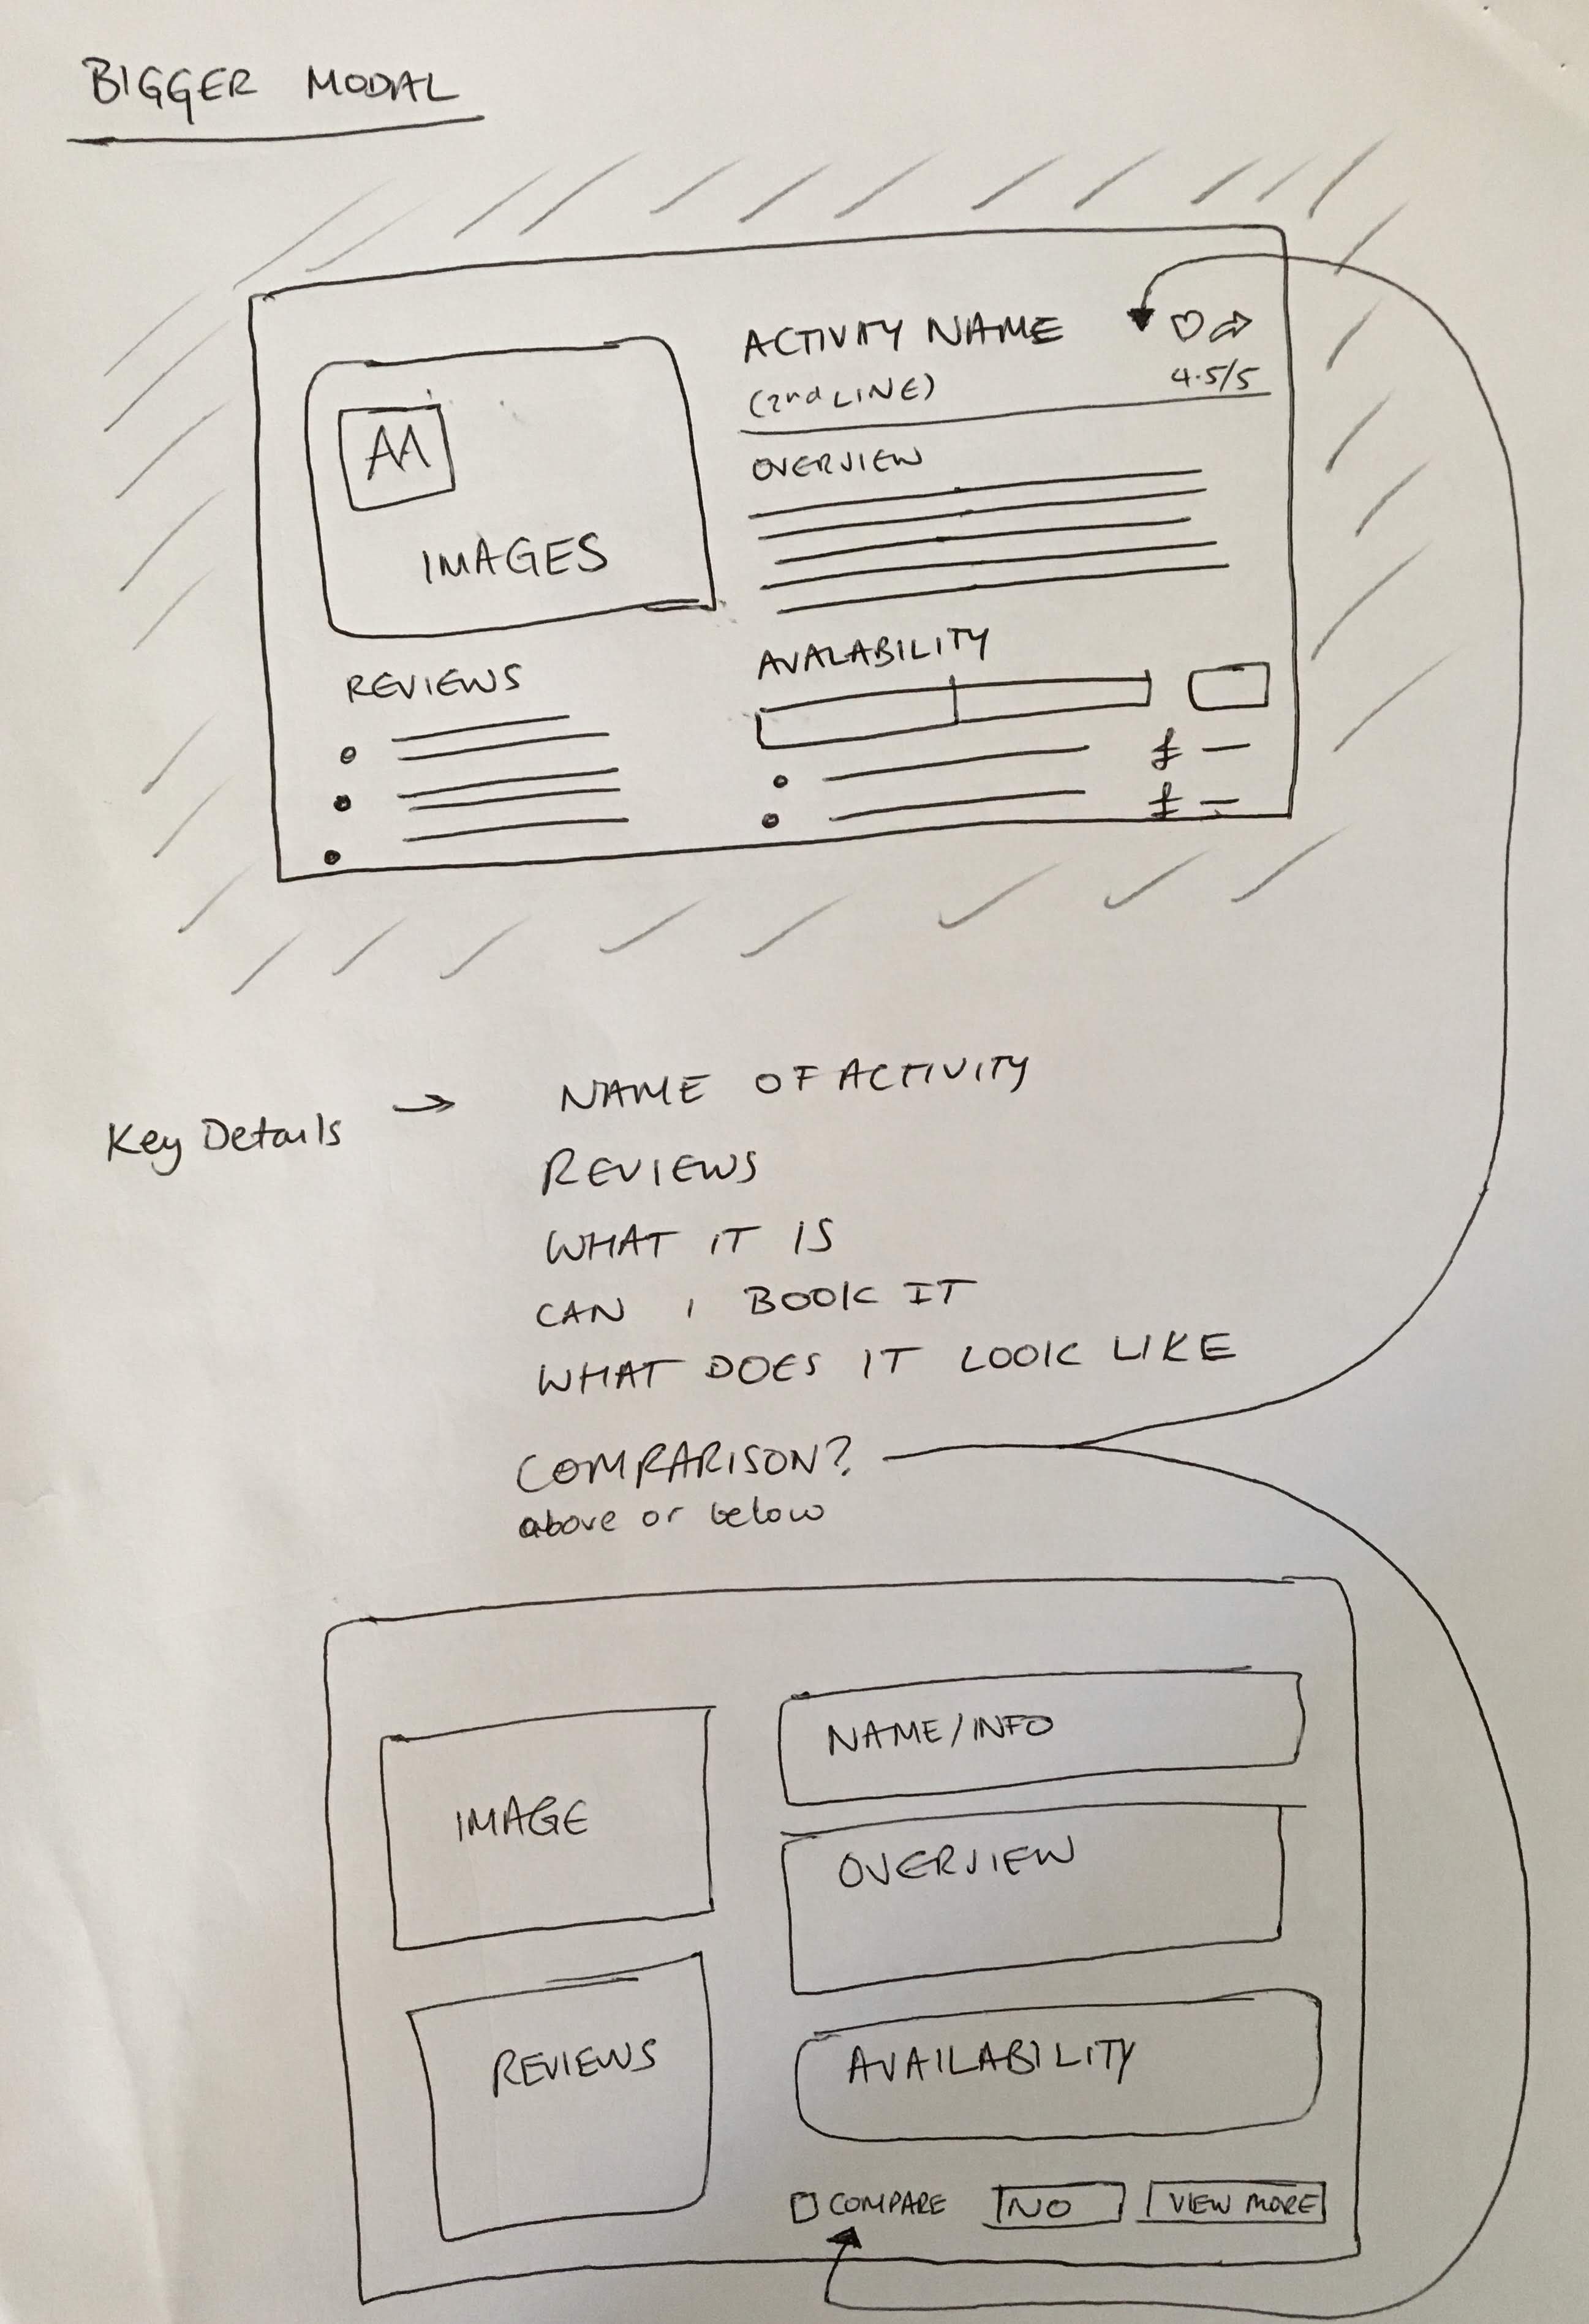 BIGGER MODAL
ACTIVITY NAME
(2nd LINE)
4.5/5
AA
IMAGES
OVERVIEW
REVIEWS
AVALABILITY
£ —
£ —
Key Details → NAME OF ACTIVITY
REVIEWS
WHAT IT IS
CAN I BOOK IT
WHAT DOES IT LOOK LIKE
COMPARISON?
above or below
IMAGE
NAME/INFO
OVERVIEW
REVIEWS
AVAILABILITY
COMPARE
NO
VIEW MORE